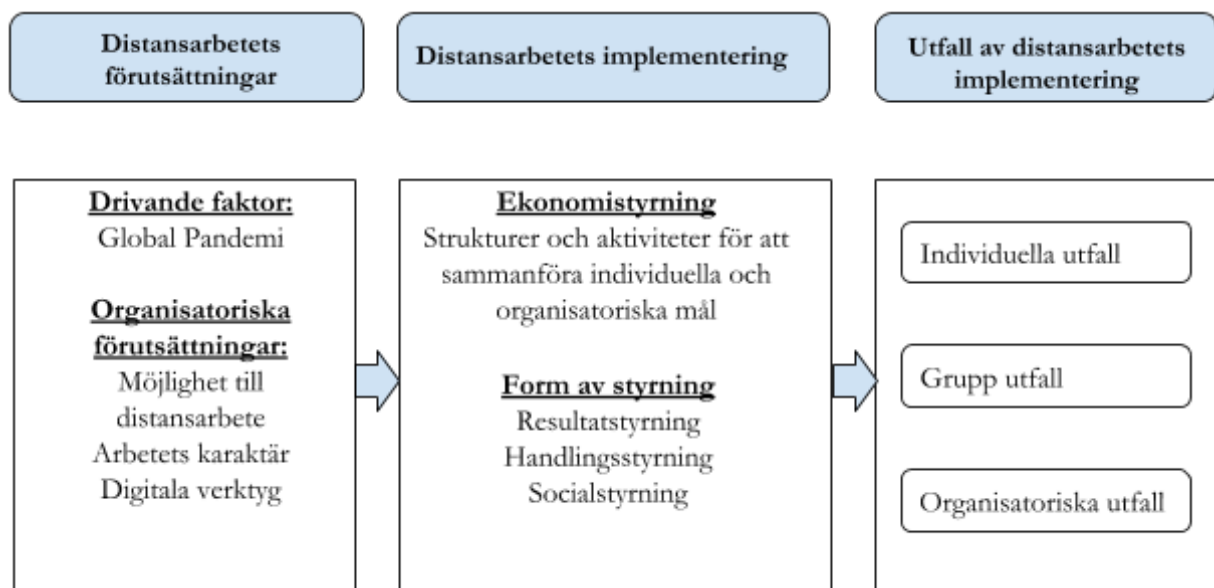 Distansarbetets
förutsättningar
Distansarbetets implementering
Utfall av distansarbetets
implementering
Drivande faktor:
Global Pandemi
Organisatoriska
förutsättningar:
Möjlighet till
distansarbete
Arbetets karaktär
Digitala verktyg
Ekonomistyrning
Strukturer och aktiviteter för att
sammanföra individuella och
organisatoriska mål
Form av styrning
Resultatstyrning
Handlingsstyrning
Socialstyrning
Individuella utfall
Grupp utfall
Organisatoriska utfall